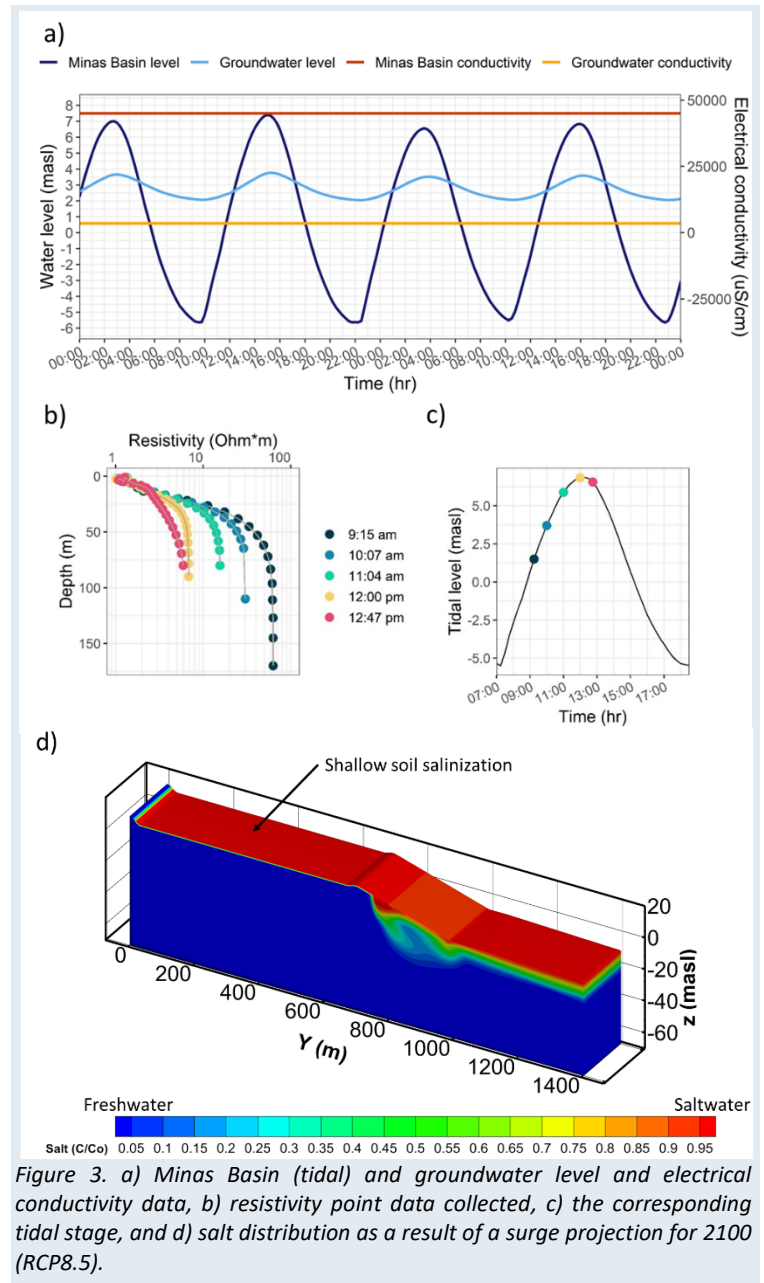 a)
Minas Basin level Groundwater level Minas Basin conductivity Groundwater conductivity
8
7
6
5
4
3
2
1
0
-1
-2
-3
-4
-5
-6
Water level (masl)
50000
25000
0
-25000
Electrical conductivity (uS/cm)
00:00 02:00 04:00 06:00 08:00 10:00 12:00 14:00 16:00 18:00 20:00 22:00 00:00 02:00 04:00 06:00 08:00 10:00 12:00 14:00 16:00 18:00 20:00 22:00 00:00
Time (hr)
b)
Resistivity (Ohm*m)
1 10 100
0
50
100
150
Depth (m)
9:15 am
10:07 am
11:04 am
12:00 pm
12:47 pm
c)
5.0
2.5
0.0
-2.5
-5.0
Tidal level (masl)
07:00 09:00 11:00 13:00 15:00 17:00
Time (hr)
d)
Shallow soil salinization
20
0
-20
-40
-60
z (masl)
0 200 400 600 800 1000 1200 1400
Y (m)
Freshwater Saltwater
Salt (C/Co) 0.05 0.1 0.15 0.2 0.25 0.3 0.35 0.4 0.45 0.5 0.55 0.6 0.65 0.7 0.75 0.8 0.85 0.9 0.95
Figure 3. a) Minas Basin (tidal) and groundwater level and electrical
conductivity data, b) resistivity point data collected, c) the corresponding
tidal stage, and d) salt distribution as a result of a surge projection for 2100
(RCP8.5).